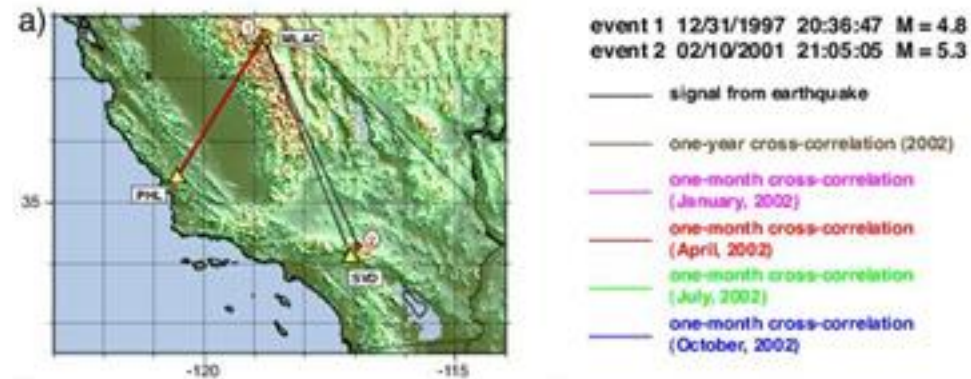 a)
1
MLAC
PHL
35
2
SVD
-120
-115
event 1 12/31/1997 20:36:47 M = 4.8
event 2 02/10/2001 21:05:05 M = 5.3
signal from earthquake
one-year cross-correlation (2002)
one-month cross-correlation
(January, 2002)
one-month cross-correlation
(April, 2002)
one-month cross-correlation
(July, 2002)
one-month cross-correlation
(October, 2002)